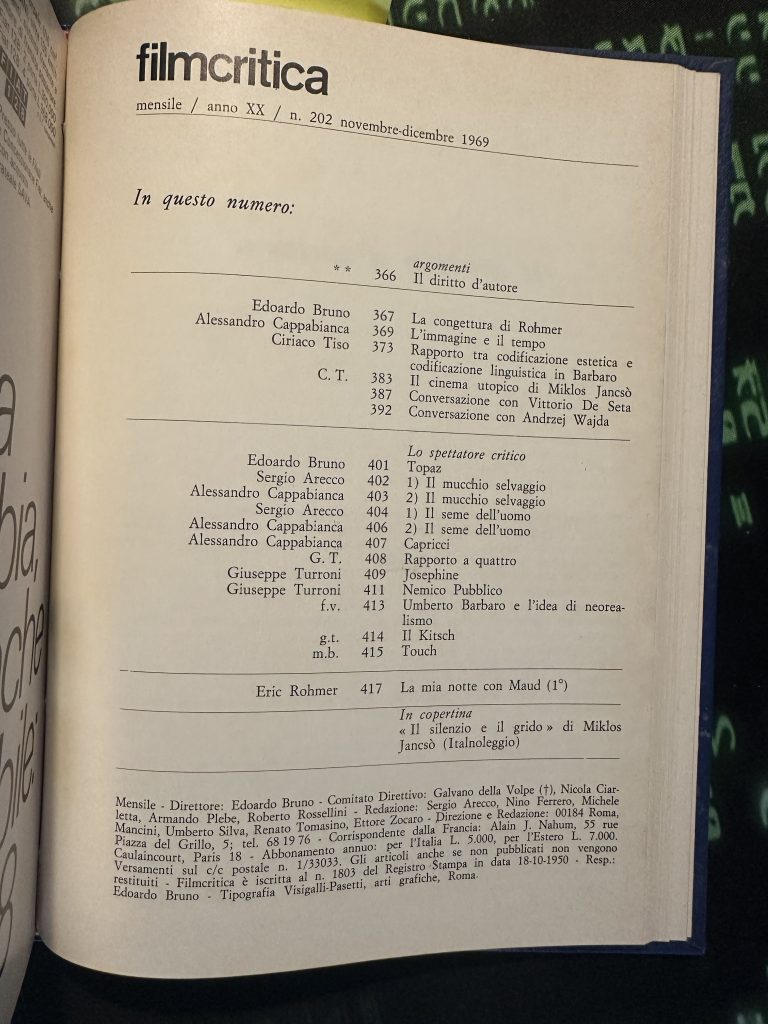 filmcritica
mensile / anno XX / n. 202 novembre-dicembre 1969
In questo numero:
argomenti
* * 366 Il diritto d'autore
Edoardo Bruno 367 La congettura di Rohmer
Alessandro Cappabianca 369 L'immagine e il tempo
Ciriaco Tiso 373 Rapporto tra codificazione estetica e
codificazione linguistica in Barbaro
C. T. 383 Il cinema utopico di Miklos Jancsò
387 Conversazione con Vittorio De Seta
392 Conversazione con Andrzej Wajda
Lo spettatore critico
Edoardo Bruno 401 Topaz
Sergio Arecco 402 1) Il mucchio selvaggio
Alessandro Cappabianca 403 2) Il mucchio selvaggio
Sergio Arecco 404 1) Il seme dell'uomo
Alessandro Cappabianca 406 2) Il seme dell'uomo
Alessandro Cappabianca 407 Capricci
G. T. 408 Rapporto a quattro
Giuseppe Turroni 409 Josephine
Giuseppe Turroni 411 Nemico Pubblico
f.v. 413 Umberto Barbaro e l'idea di neorea-
lismo
g.t. 414 Il Kitsch
m.b. 415 Touch
Eric Rohmer 417 La mia notte con Maud (1°)
In copertina
« Il silenzio e il grido » di Miklos
Jancsò (Italnoleggio)
Mensile - Direttore: Edoardo Bruno - Comitato Direttivo: Galvano della Volpe (†), Nicola Ciar-
letta, Armando Plebe, Roberto Rossellini - Redazione: Sergio Arecco, Nino Ferrero, Michele
Mancini, Umberto Silva, Renato Tomasino, Ettore Zocaro - Direzione e Redazione: 00184 Roma,
Piazza del Grillo, 5; tel. 68 19 76 - Corrispondente dalla Francia: Alain J. Nahum, 55 rue
Caulaincourt, Paris 18 - Abbonamento annuo: per l'Italia L. 5.000, per l'Estero L. 7.000.
Versamenti sul c/c postale n. 1/33033. Gli articoli anche se non pubblicati non vengono
restituiti - Filmcritica è iscritta al n. 1803 del Registro Stampa in data 18-10-1950 - Resp.:
Edoardo Bruno - Tipografia Visigalli-Pasetti, arti grafiche, Roma.